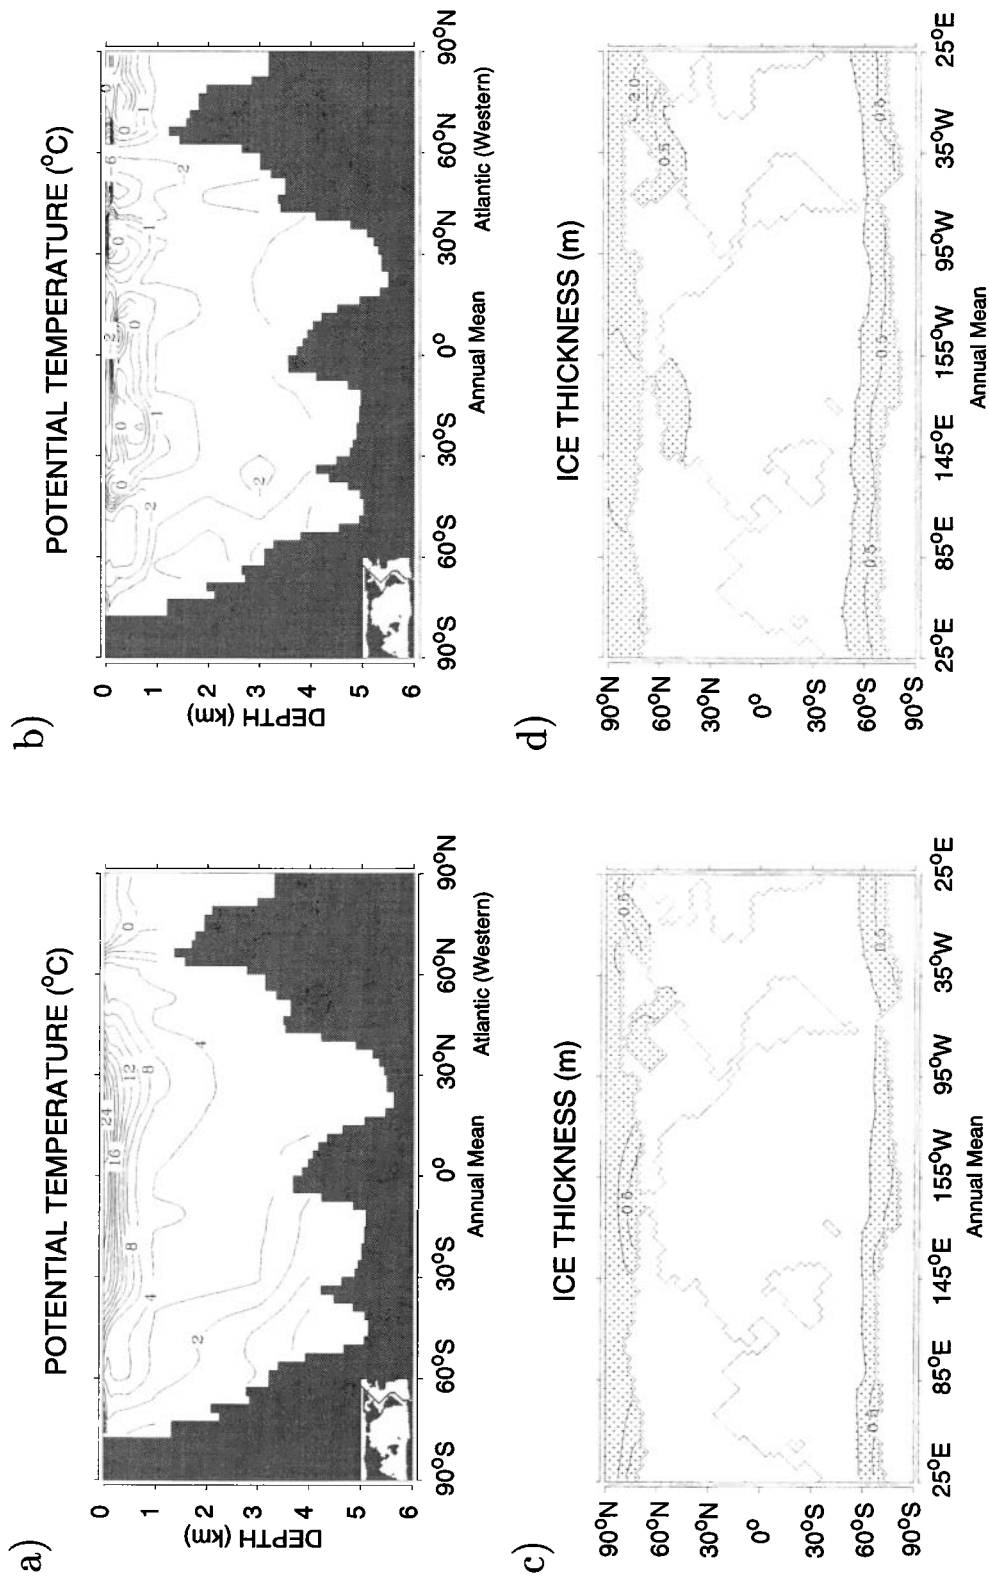 a)
POTENTIAL TEMPERATURE (°C)
0
1
2
3
4
5
6
DEPTH (km)
24
16
12
8
8
4
4
2
0
90°S
60°S
30°S
0°
30°N
60°N
90°N
Annual Mean
Atlantic (Western)
b)
POTENTIAL TEMPERATURE (°C)
0
1
2
3
4
5
6
DEPTH (km)
2
0
0
1
0
1
0
1
2
-2
-2
90°S
60°S
30°S
0°
30°N
60°N
90°N
Annual Mean
Atlantic (Western)
c)
ICE THICKNESS (m)
90°N
60°N
30°N
0°
30°S
60°S
90°S
0.5
0.5
0.5
0.5
25°E
85°E
145°E
155°W
95°W
35°W
25°E
Annual Mean
d)
ICE THICKNESS (m)
90°N
60°N
30°N
0°
30°S
60°S
90°S
2.0
0.5
0.5
0.5
0.5
25°E
85°E
145°E
155°W
95°W
35°W
25°E
Annual Mean